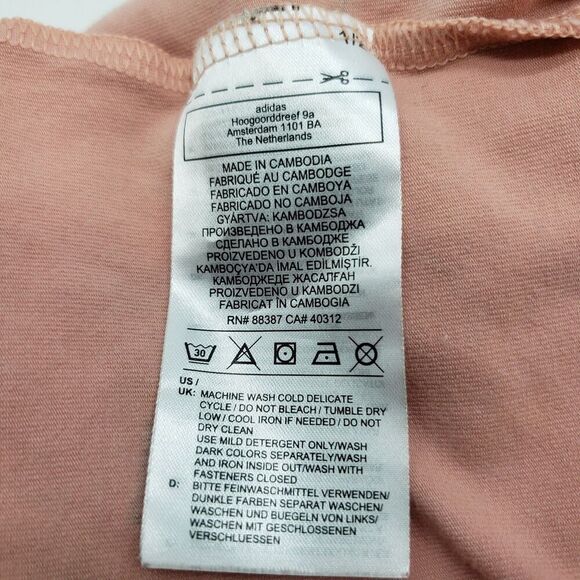 adidas
Hoogoorddreef 9a
Amsterdam 1101 BA
The Netherlands
MADE IN CAMBODIA
FABRIQUÉ AU CAMBODGE
FABRICADO EN CAMBOYA
FABRICADO NO CAMBOJA
GYÁRTVA: KAMBODZSA
ПРОИЗВЕДЕНО В КАМБОДЖА
СДЕЛАНО В КАМБОДЖЕ
PROIZVEDENO U KOMBODŽI
KAMBOÇYA'DA İMAL EDİLMİŞTİR.
КАМБОДЖЕДЕ ЖАСАЛҒАН
PROIZVEDENO U KAMBODZI
FABRICAT ÎN CAMBOGIA
RN# 88387 CA# 40312
30
US /
UK: MACHINE WASH COLD DELICATE
CYCLE / DO NOT BLEACH / TUMBLE DRY
LOW / COOL IRON IF NEEDED / DO NOT
DRY CLEAN
USE MILD DETERGENT ONLY/WASH
DARK COLORS SEPARATELY/WASH
AND IRON INSIDE OUT/WASH WITH
FASTENERS CLOSED
D: BITTE FEINWASCHMITTEL VERWENDEN/
DUNKLE FARBEN SEPARAT WASCHEN/
WASCHEN UND BUEGELN VON LINKS/
WASCHEN MIT GESCHLOSSENEN
VERSCHLUESSEN